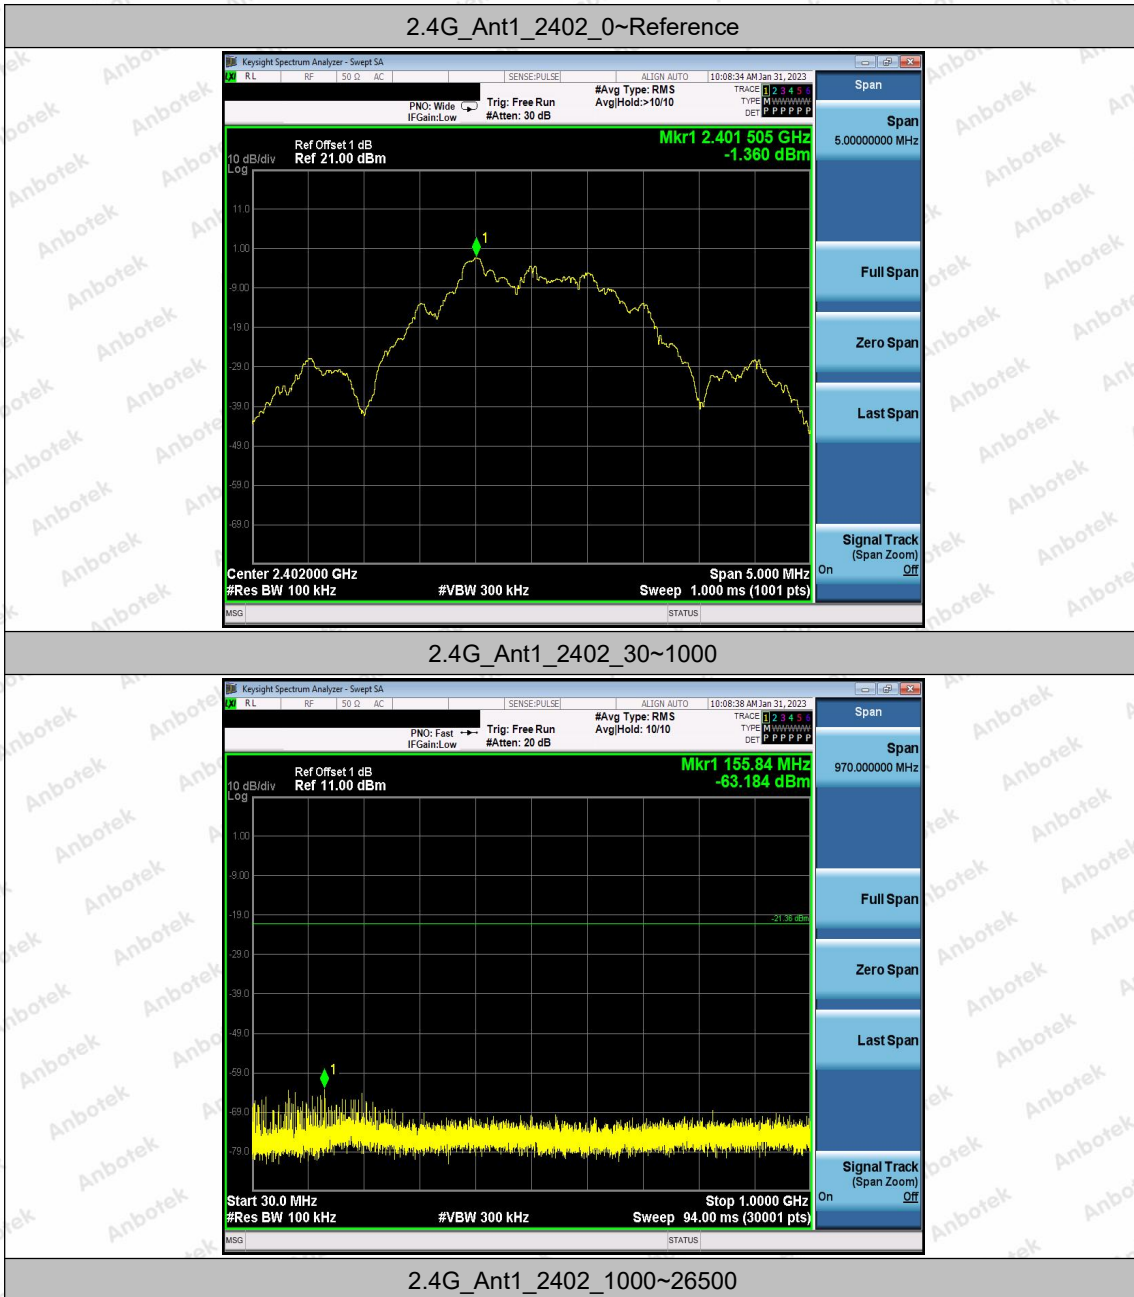 2.4G_Ant1_2402_0~Reference
Keysight Spectrum Analyzer - Swept SA
LXI RL RF 50 Ω AC SENSE:PULSE ALIGN AUTO 10:08:34 AM Jan 31, 2023
PNO: Wide IFGain:Low
Trig: Free Run #Atten: 30 dB
#Avg Type: RMS Avg|Hold:>10/10
TRACE 1 2 3 4 5 6
TYPE M W W W W W
DET P P P P P P
Mkr1 2.401 505 GHz
-1.360 dBm
Ref Offset 1 dB
10 dB/div Ref 21.00 dBm
Log
11.0
1.00
-9.00
-19.0
-29.0
-39.0
-49.0
-59.0
-69.0
1
Center 2.402000 GHz Span 5.000 MHz
#Res BW 100 kHz #VBW 300 kHz Sweep 1.000 ms (1001 pts)
MSG STATUS
Span
Span
5.00000000 MHz
Full Span
Zero Span
Last Span
Signal Track
(Span Zoom)
On Off
2.4G_Ant1_2402_30~1000
Keysight Spectrum Analyzer - Swept SA
LXI RL RF 50 Ω AC SENSE:PULSE ALIGN AUTO 10:08:38 AM Jan 31, 2023
PNO: Fast IFGain:Low
Trig: Free Run #Atten: 20 dB
#Avg Type: RMS Avg|Hold: 10/10
TRACE 1 2 3 4 5 6
TYPE M W W W W W
DET P P P P P P
Mkr1 155.84 MHz
-63.184 dBm
Ref Offset 1 dB
10 dB/div Ref 11.00 dBm
Log
1.00
-9.00
-19.0
-29.0
-39.0
-49.0
-59.0
-69.0
-79.0
-21.36 dBm
1
Start 30.0 MHz Stop 1.0000 GHz
#Res BW 100 kHz #VBW 300 kHz Sweep 94.00 ms (30001 pts)
MSG STATUS
Span
Span
970.000000 MHz
Full Span
Zero Span
Last Span
Signal Track
(Span Zoom)
On Off
2.4G_Ant1_2402_1000~26500
Anbotek